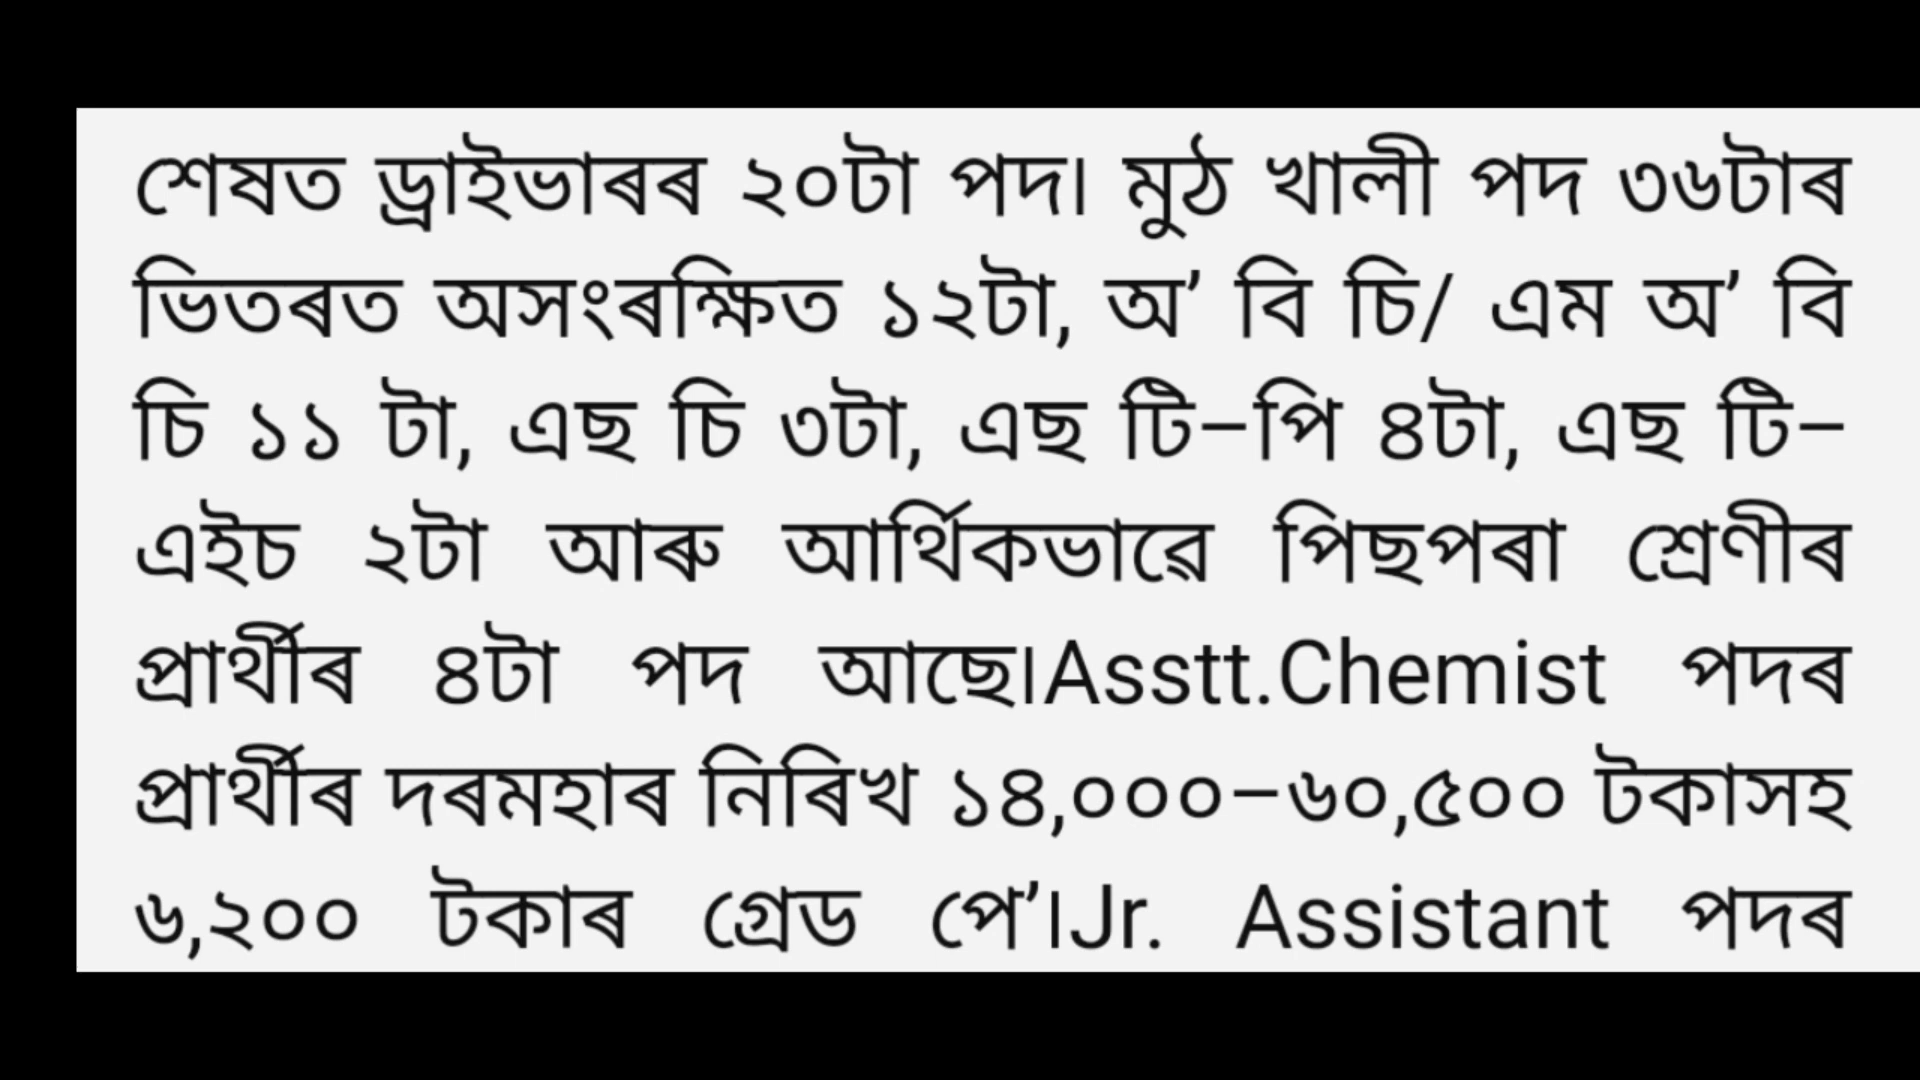 শেষত ড্ৰাইভাৰৰ ২০টা পদ। মুঠ খালী পদ ৩৬টাৰ
ভিতৰত অসংৰক্ষিত ১২টা, অ’ বি চি/ এম অ’ বি
চি ১১ টা, এছ চি ৩টা, এছ টি–পি ৪টা, এছ টি–
এইচ ২টা আৰু আৰ্থিকভাৱে পিছপৰা শ্ৰেণীৰ
প্ৰাৰ্থীৰ ৪টা পদ আছে।Asstt.Chemist পদৰ
প্ৰাৰ্থীৰ দৰমহাৰ নিৰিখ ১৪,০০০–৬০,৫০০ টকাসহ
৬,২০০ টকাৰ গ্ৰেড পে’।Jr. Assistant পদৰ